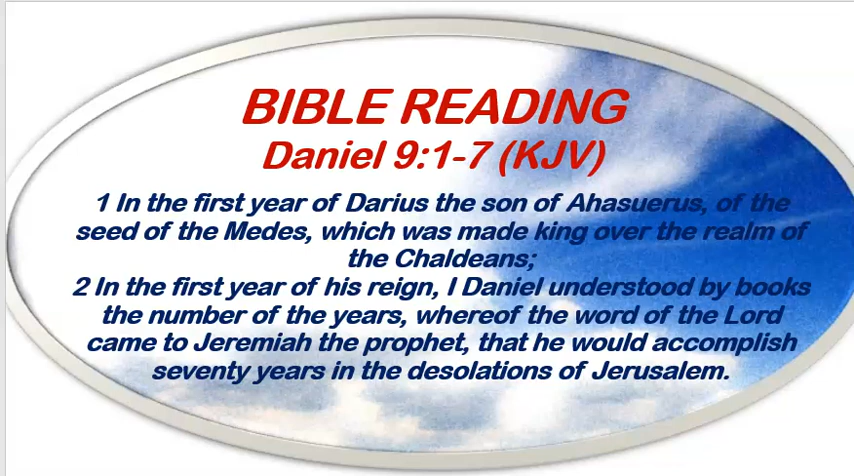 BIBLE READING
Daniel 9:1-7 (KJV)
1 In the first year of Darius the son of Ahasuerus, of the
seed of the Medes, which was made king over the realm of
the Chaldeans;
2 In the first year of his reign, I Daniel understood by books
the number of the years, whereof the word of the Lord
came to Jeremiah the prophet, that he would accomplish
seventy years in the desolations of Jerusalem.